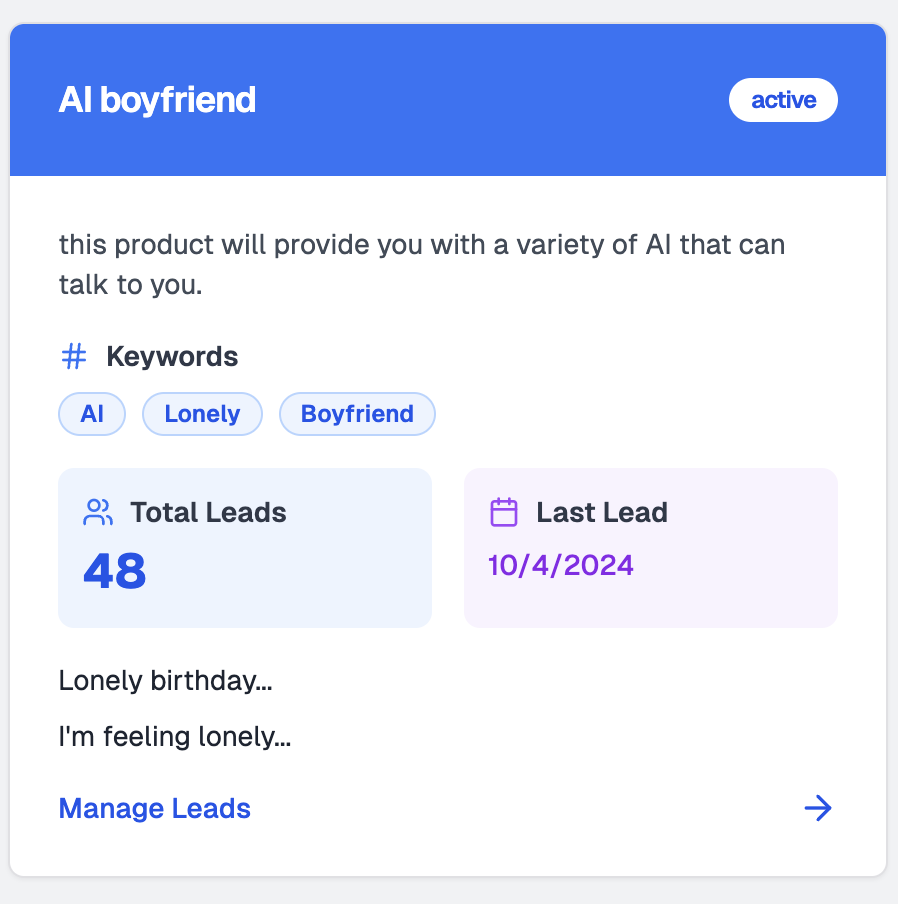 AI boyfriend
active
this product will provide you with a variety of AI that can
talk to you.
Keywords
AI
Lonely
Boyfriend
Total Leads
48
Last Lead
10/4/2024
Lonely birthday...
I'm feeling lonely...
Manage Leads